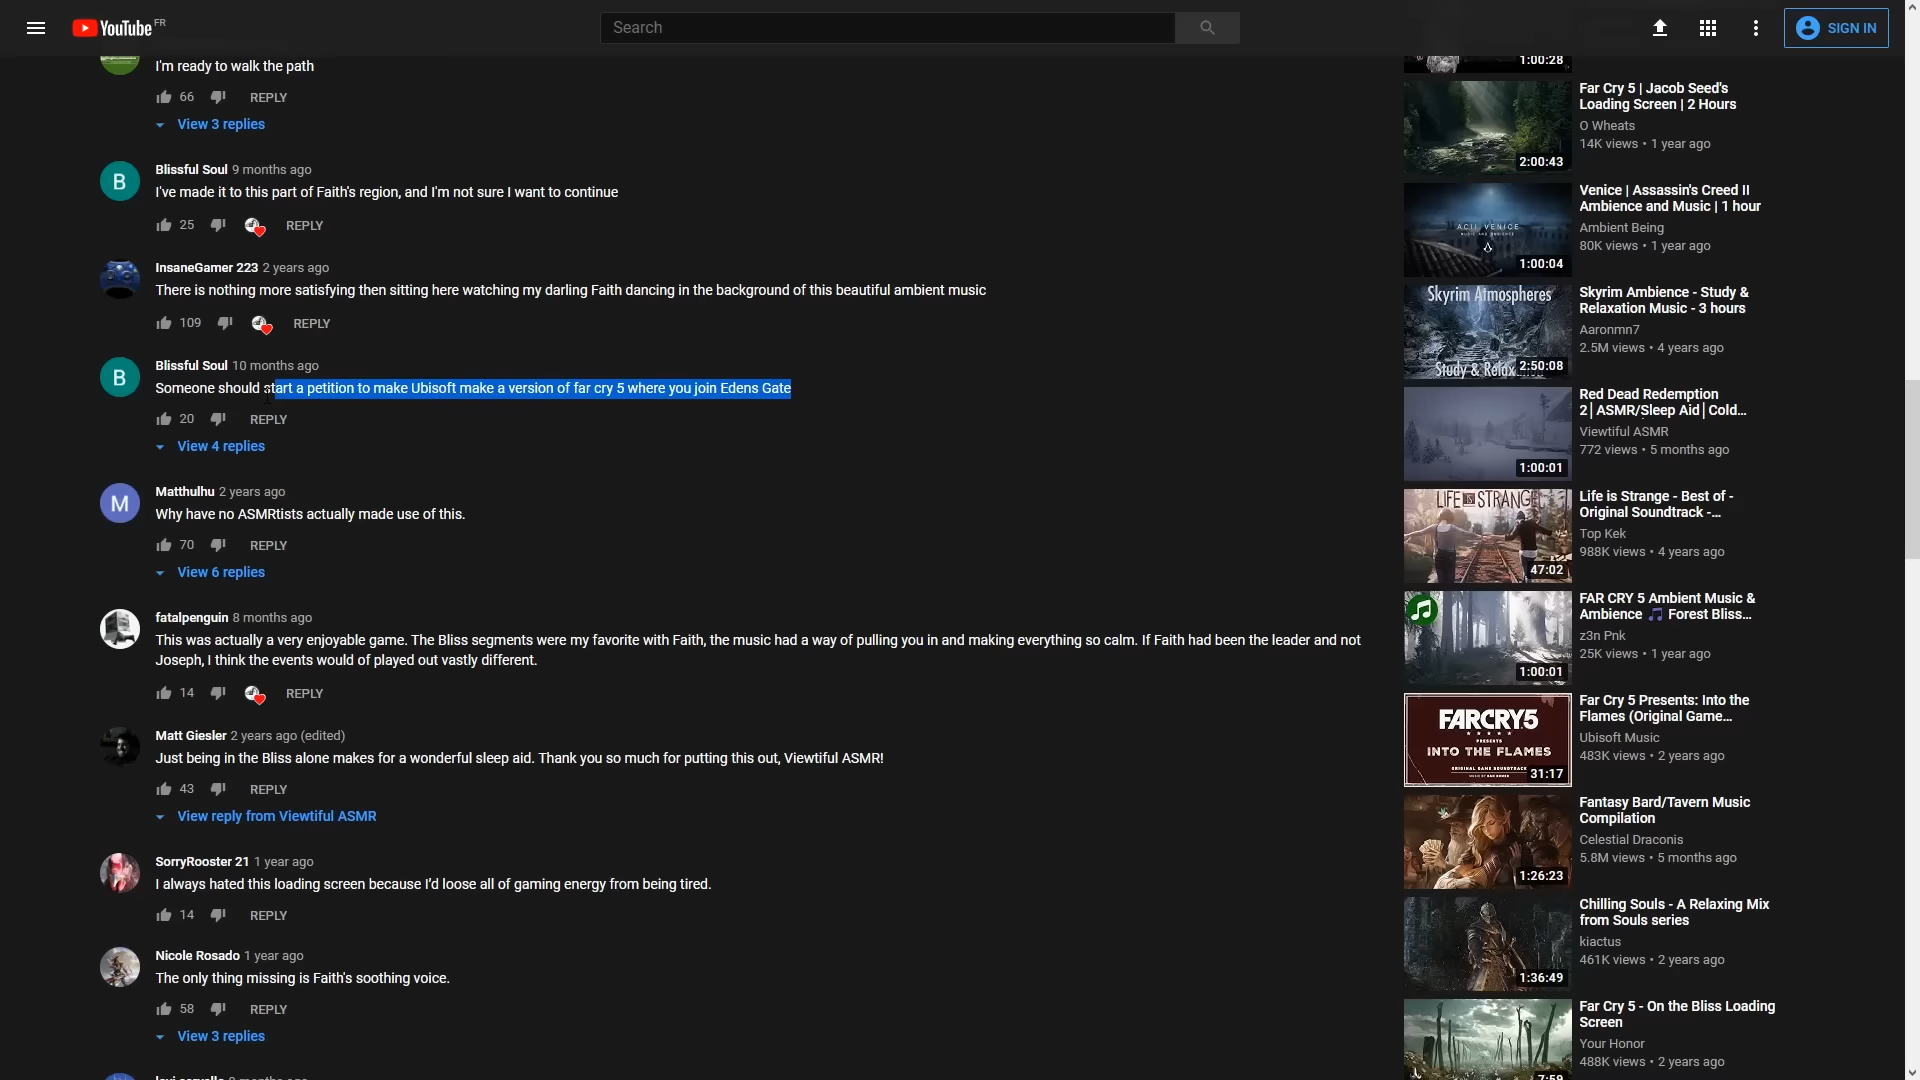 YouTube FR
Search
SIGN IN
I'm ready to walk the path
66 REPLY
View 3 replies
Blissful Soul 9 months ago
I've made it to this part of Faith's region, and I'm not sure I want to continue
25 REPLY
InsaneGamer 223 2 years ago
There is nothing more satisfying then sitting here watching my darling Faith dancing in the background of this beautiful ambient music
109 REPLY
Blissful Soul 10 months ago
Someone should start a petition to make Ubisoft make a version of far cry 5 where you join Edens Gate
20 REPLY
View 4 replies
Matthulhu 2 years ago
Why have no ASMRtists actually made use of this.
70 REPLY
View 6 replies
fatalpenguin 8 months ago
This was actually a very enjoyable game. The Bliss segments were my favorite with Faith, the music had a way of pulling you in and making everything so calm. If Faith had been the leader and not
Joseph, I think the events would of played out vastly different.
14 REPLY
Matt Giesler 2 years ago (edited)
Just being in the Bliss alone makes for a wonderful sleep aid. Thank you so much for putting this out, Viewtiful ASMR!
43 REPLY
View reply from Viewtiful ASMR
SorryRooster 21 1 year ago
I always hated this loading screen because I’d loose all of gaming energy from being tired.
14 REPLY
Nicole Rosado 1 year ago
The only thing missing is Faith's soothing voice.
58 REPLY
View 3 replies
B
B
M
1:00:28
2:00:43
Far Cry 5 | Jacob Seed's
Loading Screen | 2 Hours
O Wheats
14K views • 1 year ago
ACII VENICE
MUSIC AND AMBIENCE
1:00:04
Venice | Assassin's Creed II
Ambience and Music | 1 hour
Ambient Being
80K views • 1 year ago
Skyrim Atmospheres
Study & Relax
2:50:08
Skyrim Ambience - Study &
Relaxation Music - 3 hours
Aaronmn7
2.5M views • 4 years ago
1:00:01
Red Dead Redemption
2│ASMR/Sleep Aid│Cold...
Viewtiful ASMR
772 views • 5 months ago
LIFE IS STRANGE
47:02
Life is Strange - Best of -
Original Soundtrack -...
Top Kek
988K views • 4 years ago
1:00:01
FAR CRY 5 Ambient Music &
Ambience 🎵 Forest Bliss...
z3n Pnk
25K views • 1 year ago
FARCRY5
PRESENTS
INTO THE FLAMES
ORIGINAL GAME SOUNDTRACK
31:17
Far Cry 5 Presents: Into the
Flames (Original Game...
Ubisoft Music
483K views • 2 years ago
1:26:23
Fantasy Bard/Tavern Music
Compilation
Celestial Draconis
5.8M views • 5 months ago
1:36:49
Chilling Souls - A Relaxing Mix
from Souls series
kiactus
461K views • 2 years ago
7:59
Far Cry 5 - On the Bliss Loading
Screen
Your Honor
488K views • 2 years ago